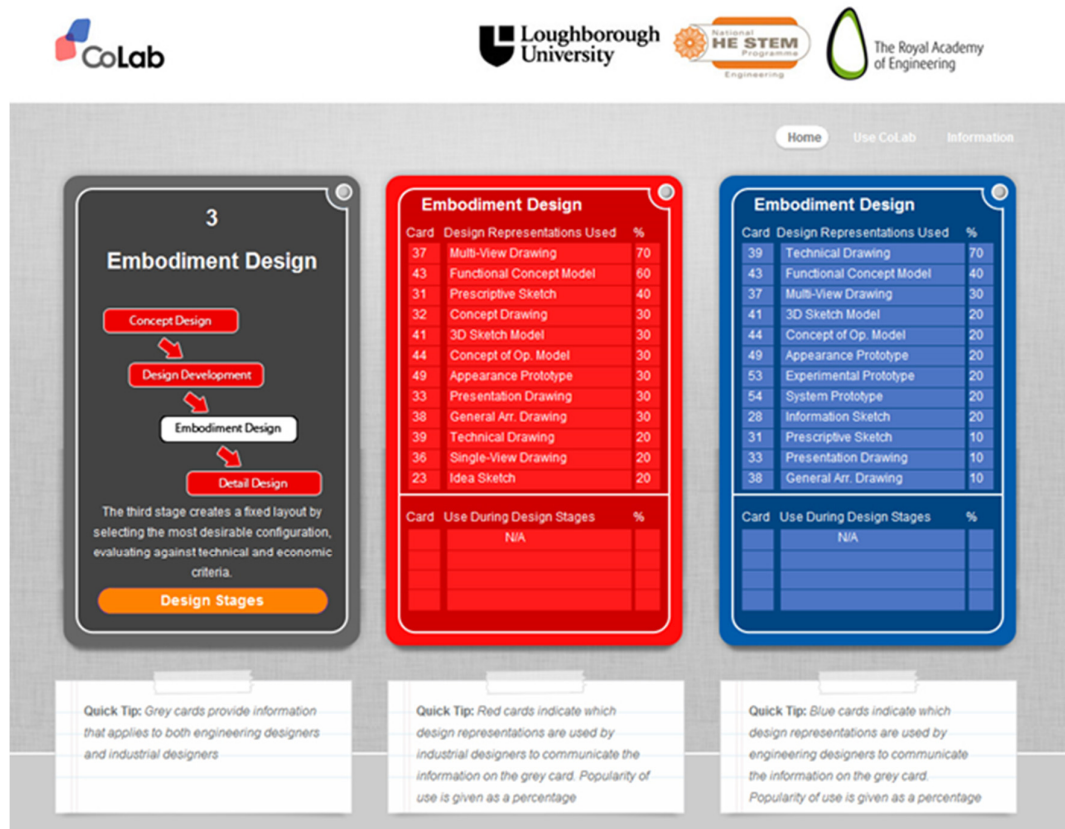 CoLab
Loughborough
University
National
HE STEM
Programme
Engineering
The Royal Academy
of Engineering
Home Use CoLab Information
3
Embodiment Design
Concept Design
Design Development
Embodiment Design
Detail Design
The third stage creates a fixed layout by
selecting the most desirable configuration,
evaluating against technical and economic
criteria.
Design Stages
Embodiment Design
Card Design Representations Used %
37 Multi-View Drawing 70
43 Functional Concept Model 60
31 Prescriptive Sketch 40
32 Concept Drawing 30
41 3D Sketch Model 30
44 Concept of Op. Model 30
49 Appearance Prototype 30
33 Presentation Drawing 30
38 General Arr. Drawing 30
39 Technical Drawing 20
36 Single-View Drawing 20
23 Idea Sketch 20
Card Use During Design Stages %
N/A
Embodiment Design
Card Design Representations Used %
39 Technical Drawing 70
43 Functional Concept Model 40
37 Multi-View Drawing 30
41 3D Sketch Model 20
44 Concept of Op. Model 20
49 Appearance Prototype 20
53 Experimental Prototype 20
54 System Prototype 20
28 Information Sketch 20
31 Prescriptive Sketch 10
33 Presentation Drawing 10
38 General Arr. Drawing 10
Card Use During Design Stages %
N/A
Quick Tip: Grey cards provide information
that applies to both engineering designers
and industrial designers
Quick Tip: Red cards indicate which
design representations are used by
industrial designers to communicate the
information on the grey card. Popularity of
use is given as a percentage
Quick Tip: Blue cards indicate which
design representations are used by
engineering designers to communicate
the information on the grey card.
Popularity of use is given as a percentage